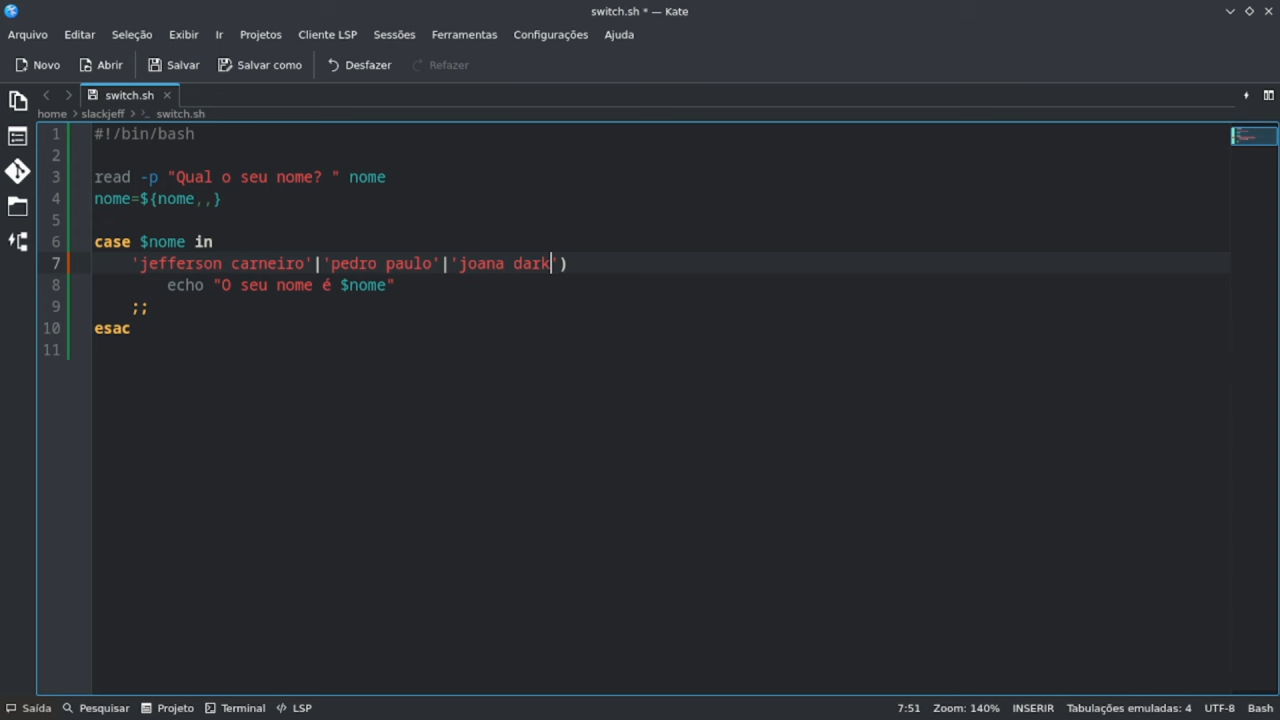 switch.sh * — Kate
Arquivo Editar Seleção Exibir Ir Projetos Cliente LSP Sessões Ferramentas Configurações Ajuda
Novo Abrir Salvar Salvar como Desfazer Refazer
switch.sh
home > slackjeff > switch.sh
1 #!/bin/bash
2
3 read -p "Qual o seu nome? " nome
4 nome=${nome,,}
5
6 case $nome in
7 'jefferson carneiro'|'pedro paulo'|'joana dark')
8 echo "O seu nome é $nome"
9 ;;
10 esac
11
Saída Pesquisar Projeto Terminal LSP 7:51 Zoom: 140% INSERIR Tabulações emuladas: 4 UTF-8 Bash